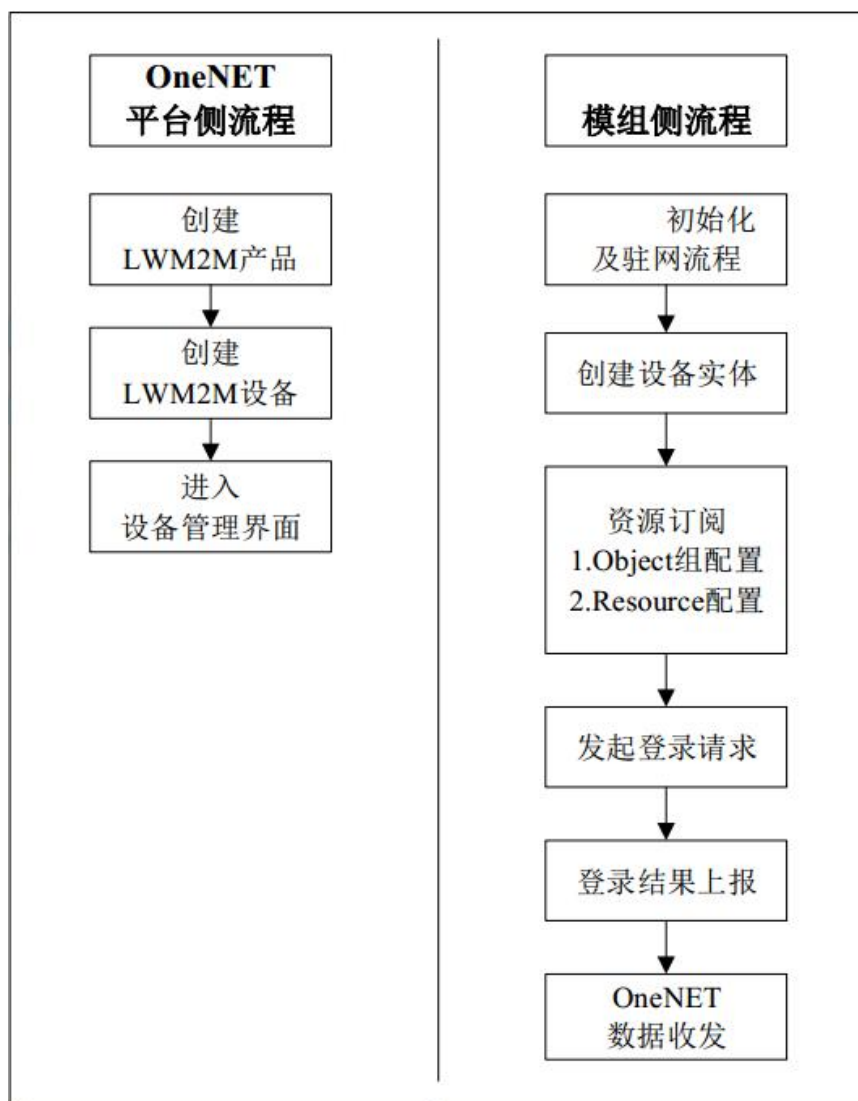 OneNET
平台侧流程
创建
LWM2M产品
创建
LWM2M设备
进入
设备管理界面
模组侧流程
初始化
及驻网流程
创建设备实体
资源订阅
1.Object组配置
2.Resource配置
发起登录请求
登录结果上报
OneNET
数据收发